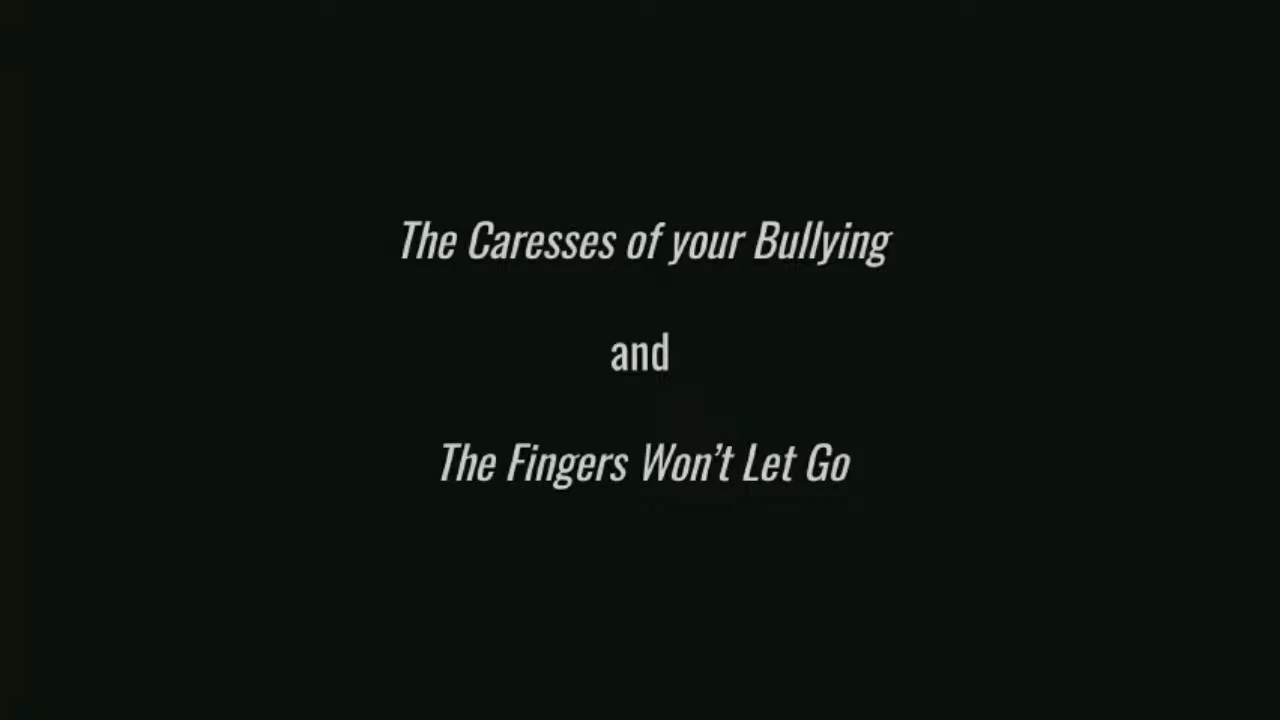 The Caresses of your Bullying
and
The Fingers Won’t Let Go